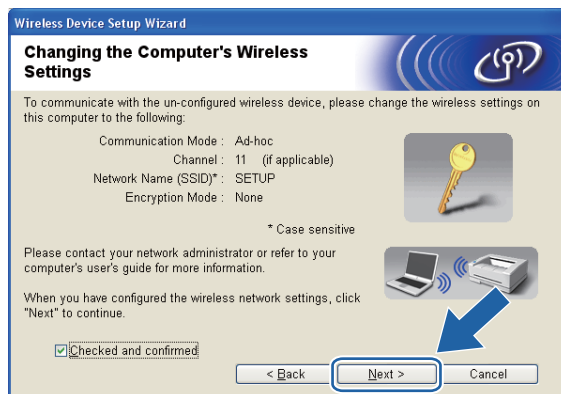 Wireless Device Setup Wizard
Changing the Computer's Wireless
Settings
To communicate with the un-configured wireless device, please change the wireless settings on
this computer to the following:
Communication Mode : Ad-hoc
Channel : 11 (if applicable)
Network Name (SSID)* : SETUP
Encryption Mode : None
* Case sensitive
Please contact your network administrator or refer to your
computer's user's guide for more information.
When you have configured the wireless network settings, click
"Next" to continue.
Checked and confirmed
< Back Next > Cancel